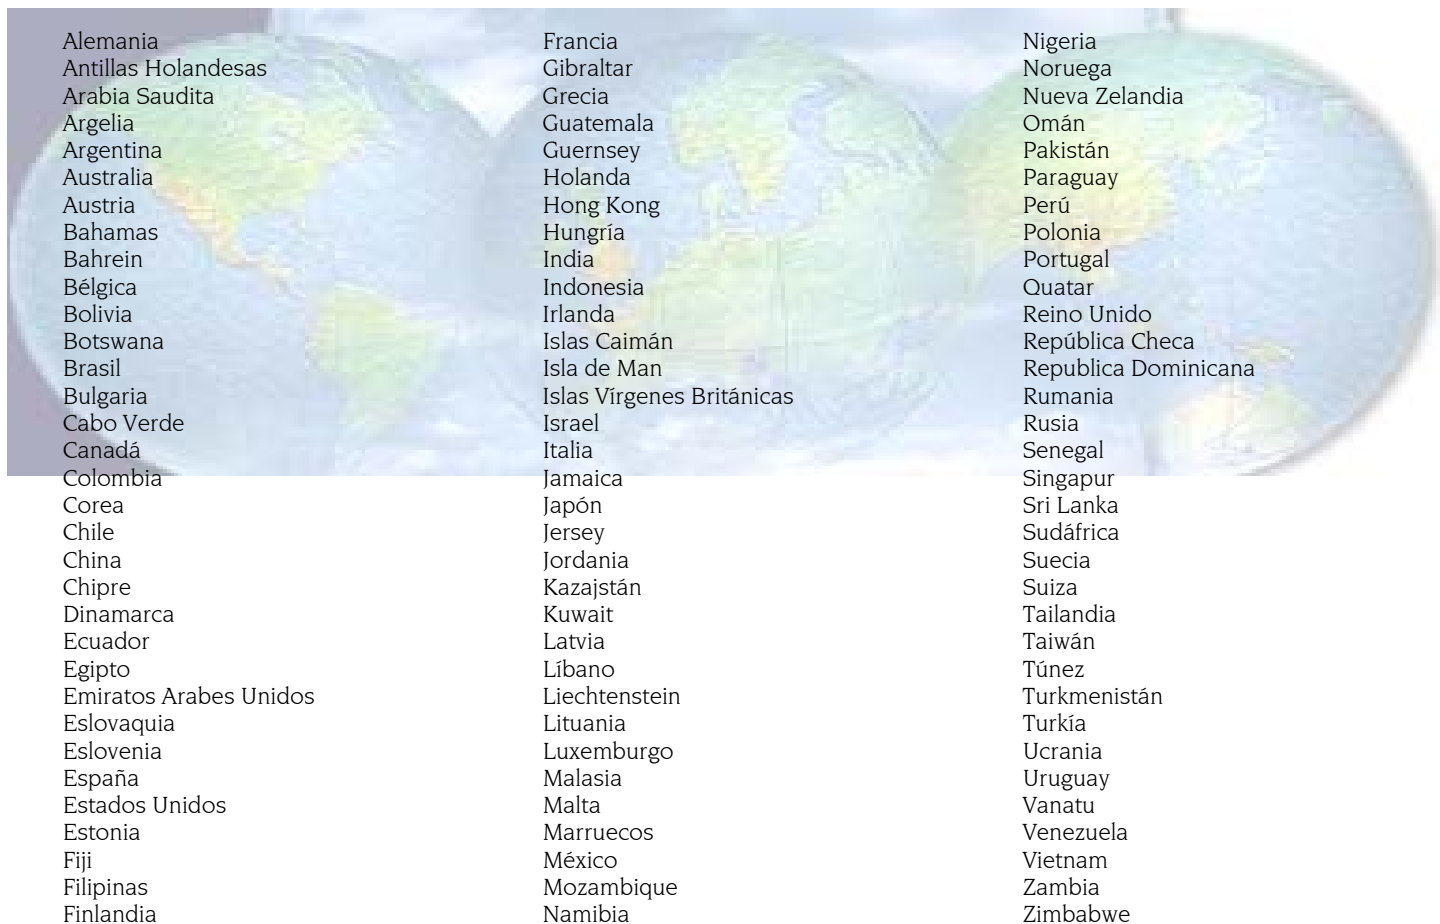 Alemania
Antillas Holandesas
Arabia Saudita
Argelia
Argentina
Australia
Austria
Bahamas
Bahrein
Bélgica
Bolivia
Botswana
Brasil
Bulgaria
Cabo Verde
Canadá
Colombia
Corea
Chile
China
Chipre
Dinamarca
Ecuador
Egipto
Emiratos Arabes Unidos
Eslovaquia
Eslovenia
España
Estados Unidos
Estonia
Fiji
Filipinas
Finlandia
Francia
Gibraltar
Grecia
Guatemala
Guernsey
Holanda
Hong Kong
Hungría
India
Indonesia
Irlanda
Islas Caimán
Isla de Man
Islas Vírgenes Británicas
Israel
Italia
Jamaica
Japón
Jersey
Jordania
Kazajstán
Kuwait
Latvia
Líbano
Liechtenstein
Lituania
Luxemburgo
Malasia
Malta
Marruecos
México
Mozambique
Namibia
Nigeria
Noruega
Nueva Zelandia
Omán
Pakistán
Paraguay
Perú
Polonia
Portugal
Quatar
Reino Unido
República Checa
Republica Dominicana
Rumania
Rusia
Senegal
Singapur
Sri Lanka
Sudáfrica
Suecia
Suiza
Tailandia
Taiwán
Túnez
Turkmenistán
Turkía
Ucrania
Uruguay
Vanatu
Venezuela
Vietnam
Zambia
Zimbabwe